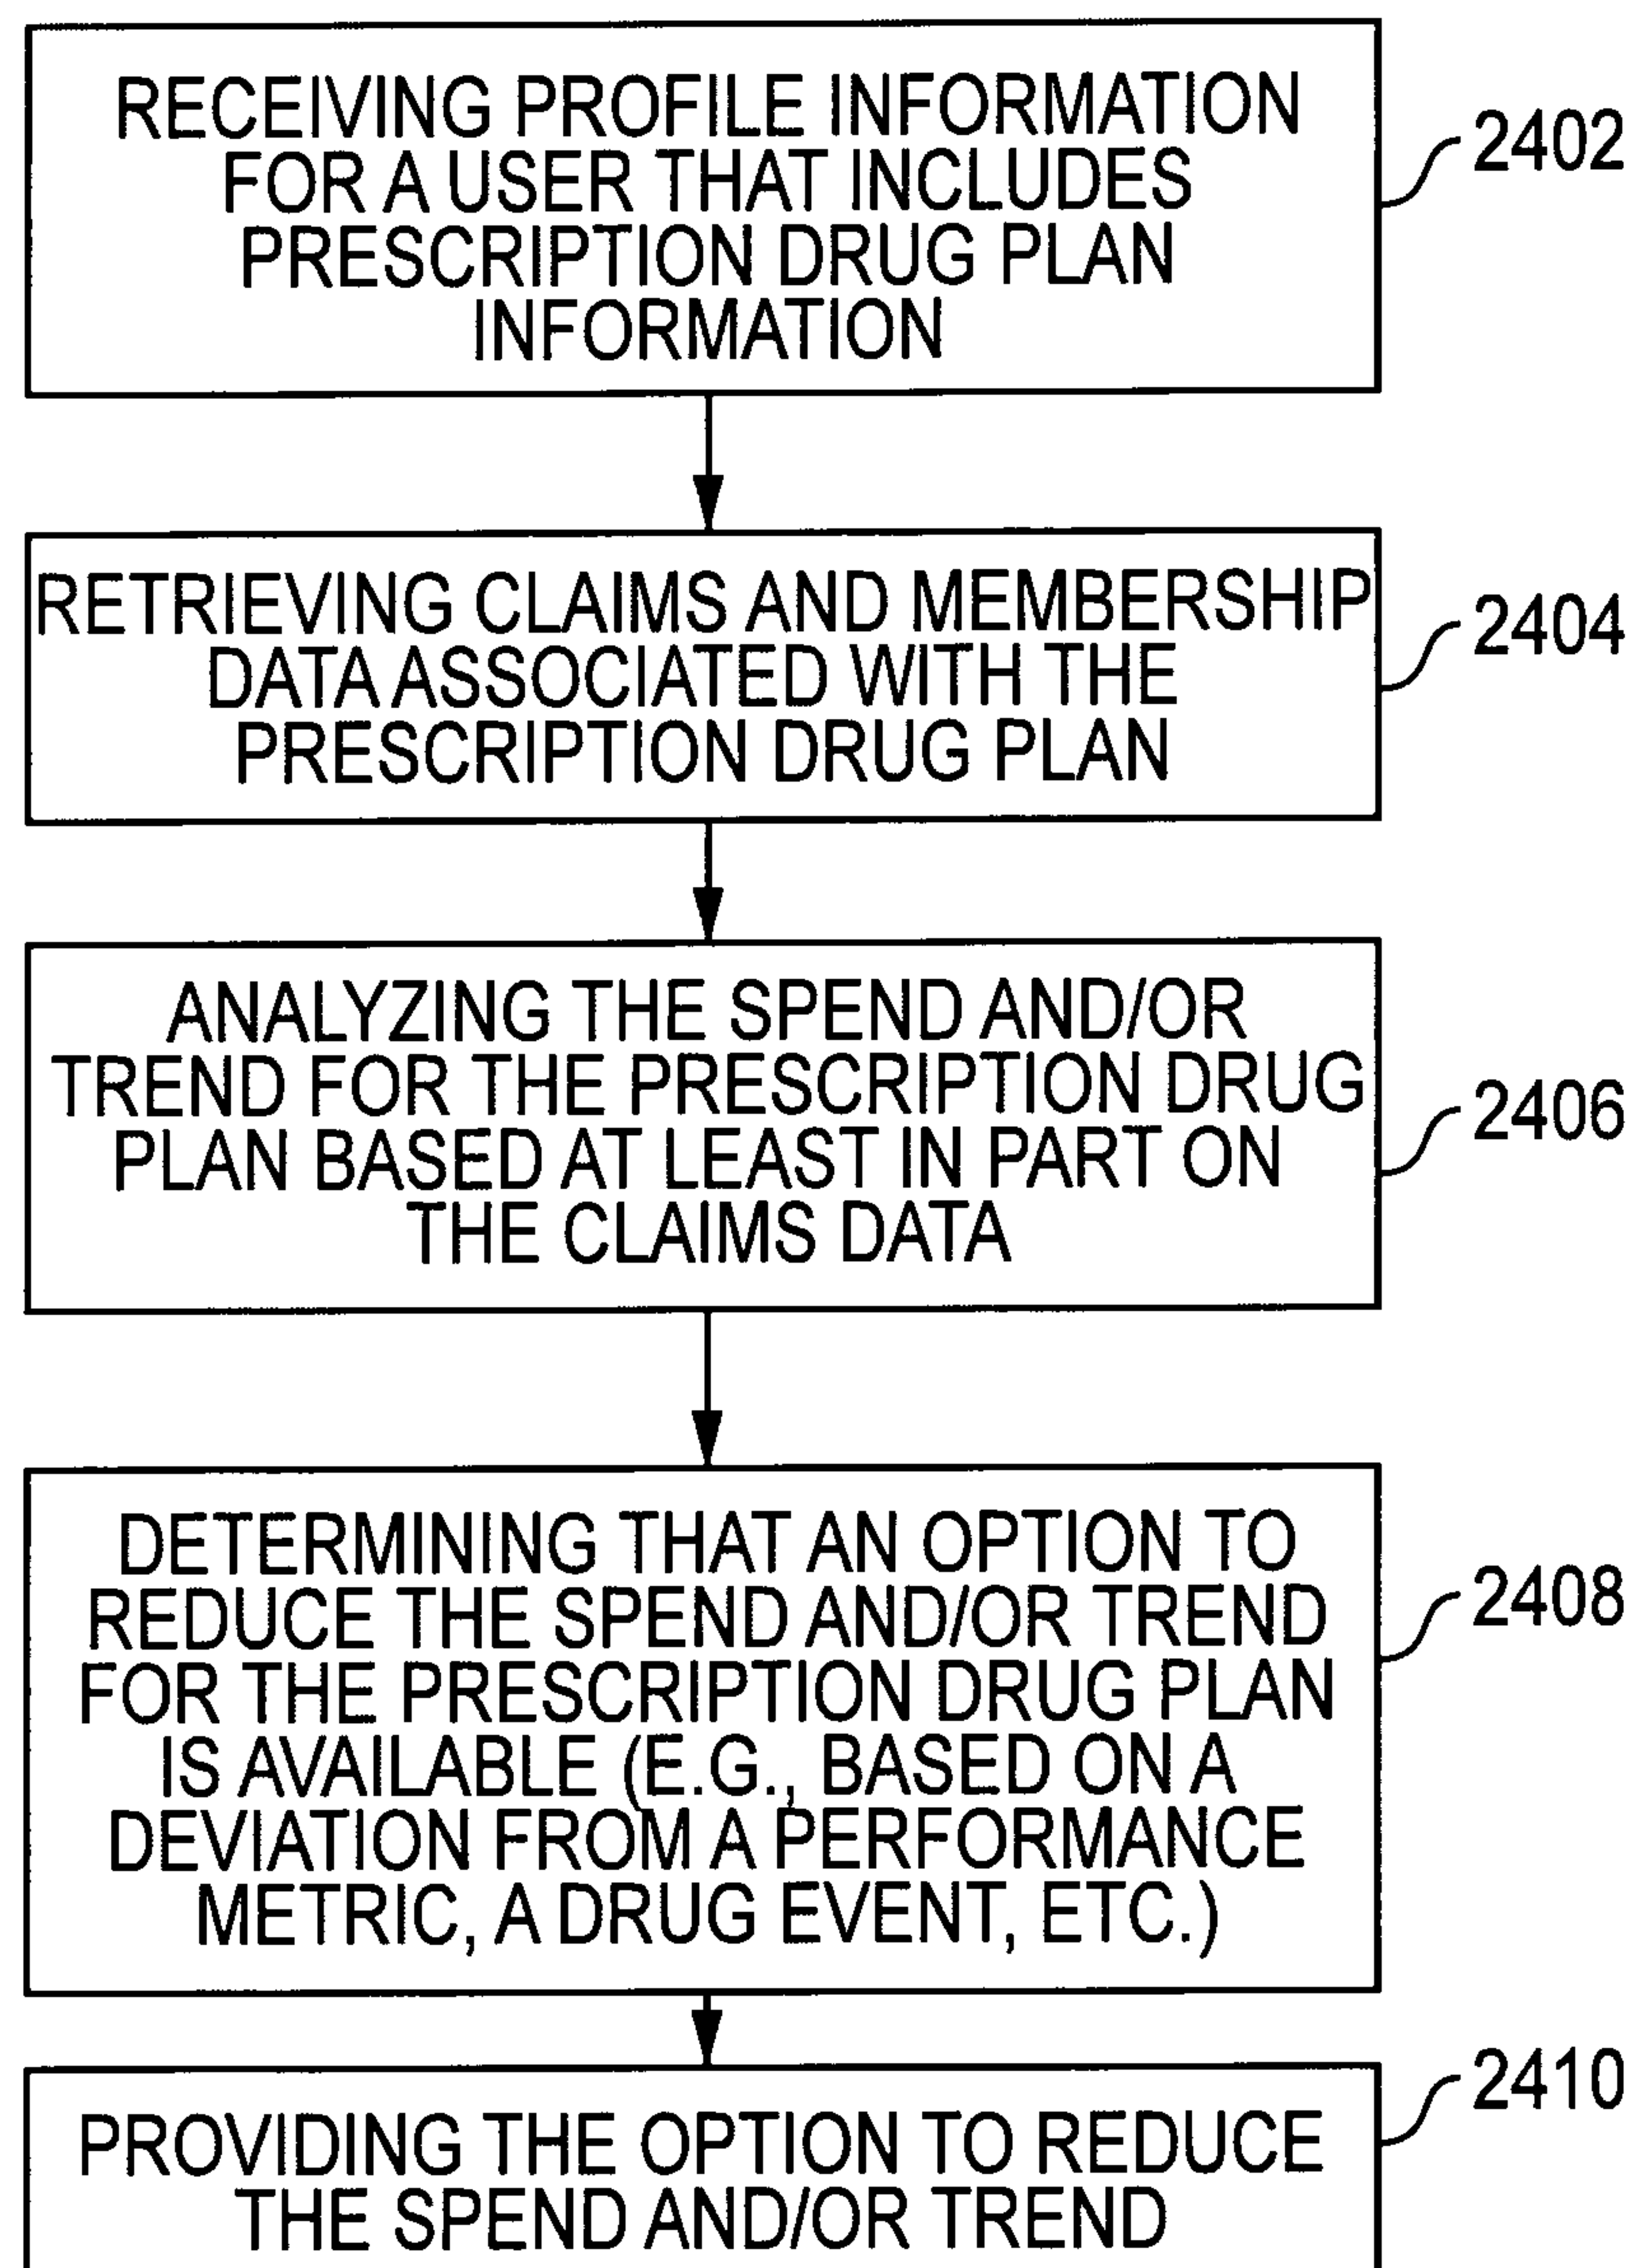 RECEIVING PROFILE INFORMATION
FOR A USER THAT INCLUDES
PRESCRIPTION DRUG PLAN
INFORMATION
2402
RETRIEVING CLAIMS AND MEMBERSHIP
DATA ASSOCIATED WITH THE
PRESCRIPTION DRUG PLAN
2404
ANALYZING THE SPEND AND/OR
TREND FOR THE PRESCRIPTION DRUG
PLAN BASED AT LEAST IN PART ON
THE CLAIMS DATA
2406
DETERMINING THAT AN OPTION TO
REDUCE THE SPEND AND/OR TREND
FOR THE PRESCRIPTION DRUG PLAN
IS AVAILABLE (E.G., BASED ON A
DEVIATION FROM A PERFORMANCE
METRIC, A DRUG EVENT, ETC.)
2408
PROVIDING THE OPTION TO REDUCE
THE SPEND AND/OR TREND
2410